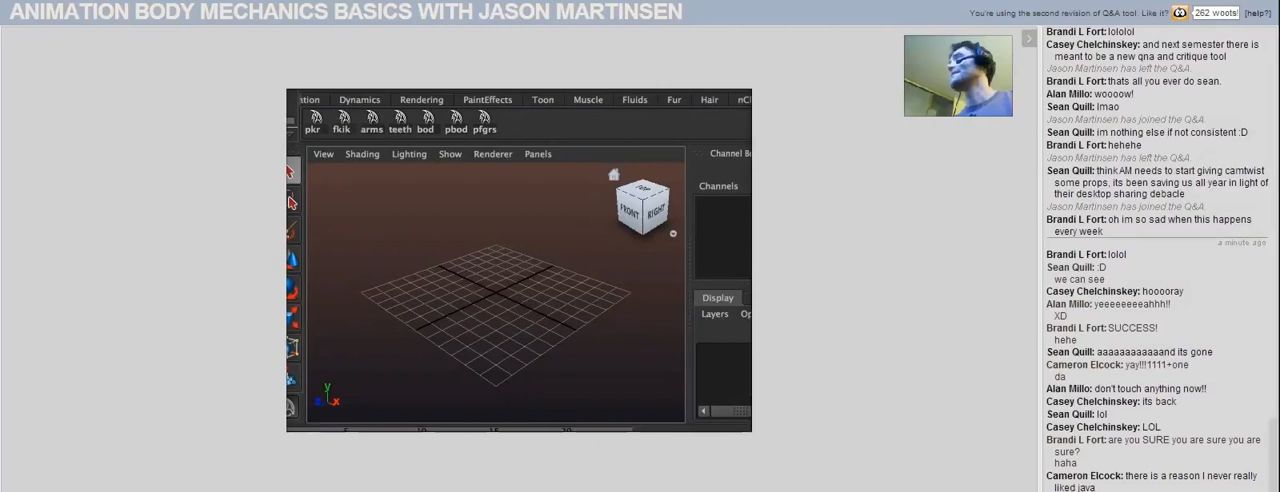 ANIMATION BODY MECHANICS BASICS WITH JASON MARTINSEN
You're using the second revision of Q&A tool. Like it? 262 woots! [help?]
ation Dynamics Rendering PaintEffects Toon Muscle Fluids Fur Hair nCl
pkr fkik arms teeth bod pbod pfgrs
View Shading Lighting Show Renderer Panels
Channel Bo
Channels
TOP
FRONT RIGHT
Display
Layers Op
y
z x
Brandi L Fort: lololol
Casey Chelchinskey: and next semester there is
meant to be a new qna and critique tool
Jason Martinsen has left the Q&A.
Brandi L Fort: thats all you ever do sean.
Alan Millo: woooow!
Sean Quill: lmao
Jason Martinsen has joined the Q&A.
Sean Quill: im nothing else if not consistent :D
Brandi L Fort: hehehe
Jason Martinsen has left the Q&A.
Sean Quill: think AM needs to start giving camtwist
some props, its been saving us all year in light of
their desktop sharing debacle
Jason Martinsen has joined the Q&A.
Brandi L Fort: oh im so sad when this happens
every week
a minute ago
Brandi L Fort: lolol
Sean Quill: :D
we can see
Casey Chelchinskey: hooooray
Alan Millo: yeeeeeeeahhh!!
XD
Brandi L Fort: SUCCESS!
hehe
Sean Quill: aaaaaaaaaaand its gone
Cameron Elcock: yay!!!1111+one
da
Alan Millo: don't touch anything now!!
Casey Chelchinskey: its back
Sean Quill: lol
Casey Chelchinskey: LOL
Brandi L Fort: are you SURE you are sure you are
sure?
haha
Cameron Elcock: there is a reason I never really
liked java